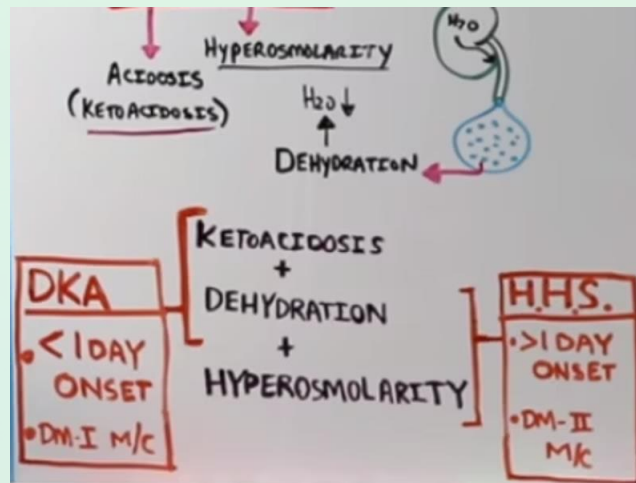 HYPEROSMOLARITY
ACIDOSIS
(KETOACIDOSIS)
H2O
H2O↓
↑
DEHYDRATION
KETOACIDOSIS
+
DEHYDRATION
+
HYPEROSMOLARITY
DKA
•<1DAY
ONSET
•DM-I M/C
H.H.S.
•>1DAY
ONSET
•DM-II
M/C